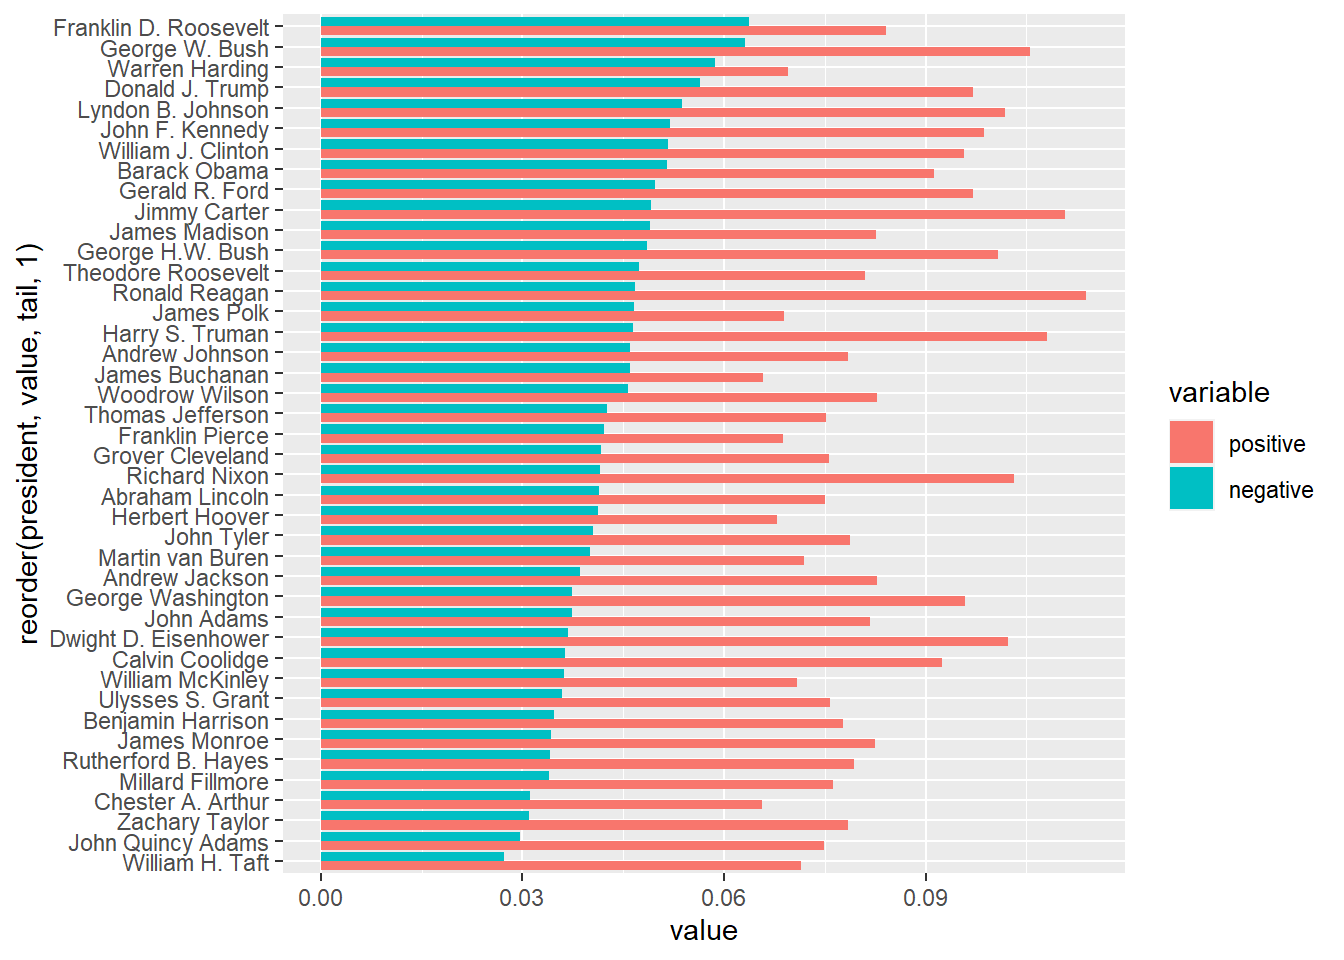 reorder(president, value, tail, 1)
Franklin D. Roosevelt
George W. Bush
Warren Harding
Donald J. Trump
Lyndon B. Johnson
John F. Kennedy
William J. Clinton
Barack Obama
Gerald R. Ford
Jimmy Carter
James Madison
George H.W. Bush
Theodore Roosevelt
Ronald Reagan
James Polk
Harry S. Truman
Andrew Johnson
James Buchanan
Woodrow Wilson
Thomas Jefferson
Franklin Pierce
Grover Cleveland
Richard Nixon
Abraham Lincoln
Herbert Hoover
John Tyler
Martin van Buren
Andrew Jackson
George Washington
John Adams
Dwight D. Eisenhower
Calvin Coolidge
William McKinley
Ulysses S. Grant
Benjamin Harrison
James Monroe
Rutherford B. Hayes
Millard Fillmore
Chester A. Arthur
Zachary Taylor
John Quincy Adams
William H. Taft
0.00 0.03 0.06 0.09
value
variable
positive
negative